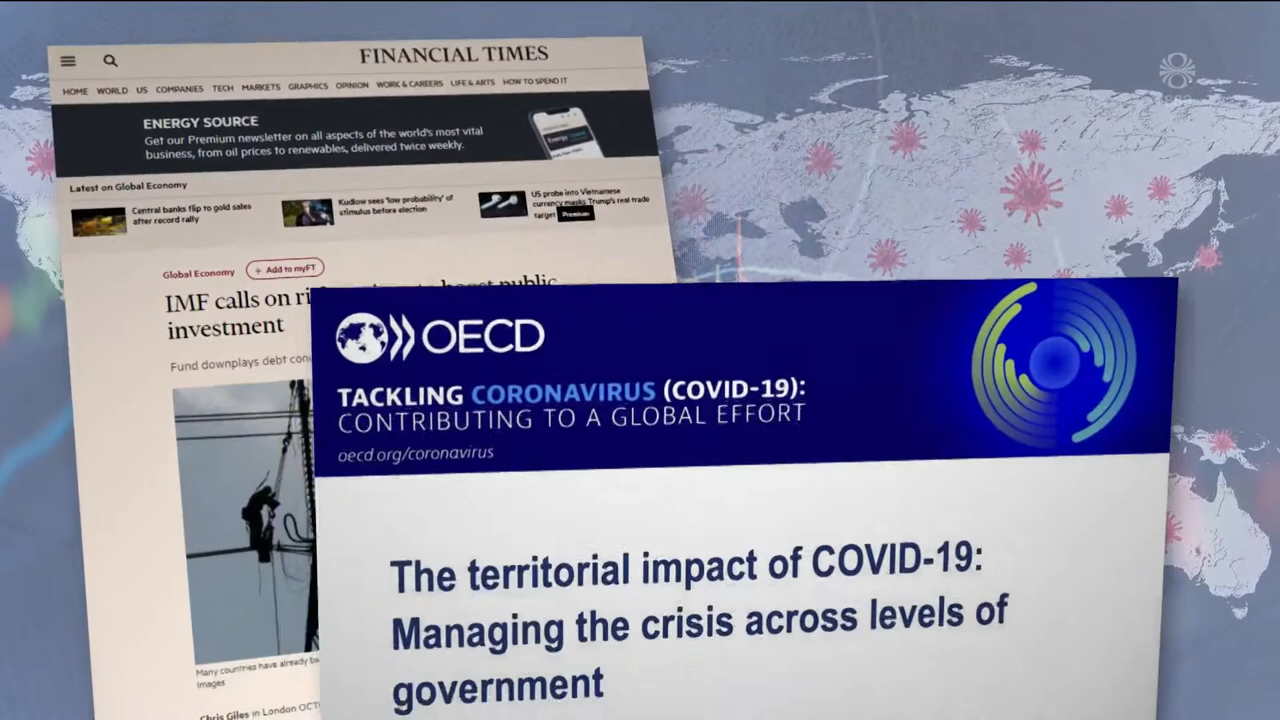 FINANCIAL TIMES
HOME WORLD US COMPANIES TECH MARKETS GRAPHICS OPINION WORK & CAREERS LIFE & ARTS HOW TO SPEND IT
ENERGY SOURCE
Get our Premium newsletter on all aspects of the world's most vital
business, from oil prices to renewables, delivered twice weekly.
Latest on Global Economy
Central banks flip to gold sales
after record rally
Kudlow sees 'low probability' of
stimulus before election
US probe into Vietnamese
currency masks Trump's real trade
target Premium
Global Economy + Add to myFT
IMF calls on
public
investment
Fund downplays debt
Many countries have already
Images
Chris Giles in London
OECD
TACKLING CORONAVIRUS (COVID-19):
CONTRIBUTING TO A GLOBAL EFFORT
oecd.org/coronavirus
The territorial impact of COVID-19:
Managing the crisis across levels of
government